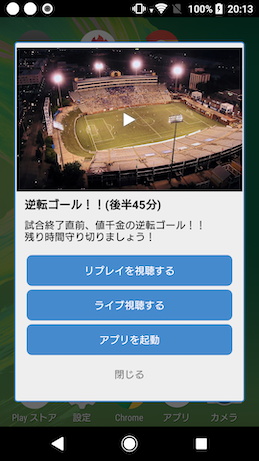 100% 20:13
逆転ゴール！！(後半45分)
試合終了直前、値千金の逆転ゴール！！
残り時間守り切りましょう！
リプレイを視聴する
ライブ視聴する
アプリを起動
閉じる
Play ストア 設定 Chrome アプリ カメラ